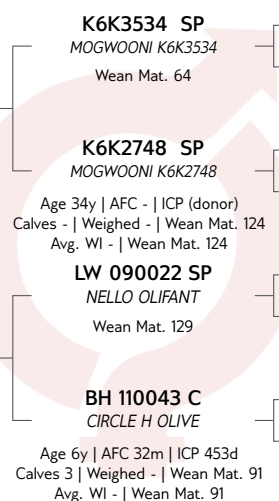 K6K3534 SP
MOGWOONI K6K3534
Wean Mat. 64
K6K2748 SP
MOGWOONI K6K2748
Age 34y | AFC - | ICP (donor)
Calves - | Weighed - | Wean Mat. 124
Avg. WI - | Wean Mat. 124
LW 090022 SP
NELLO OLIFANT
Wean Mat. 129
BH 110043 C
CIRCLE H OLIVE
Age 6y | AFC 32m | ICP 453d
Calves 3 | Weighed - | Wean Mat. 91
Avg. WI - | Wean Mat. 91